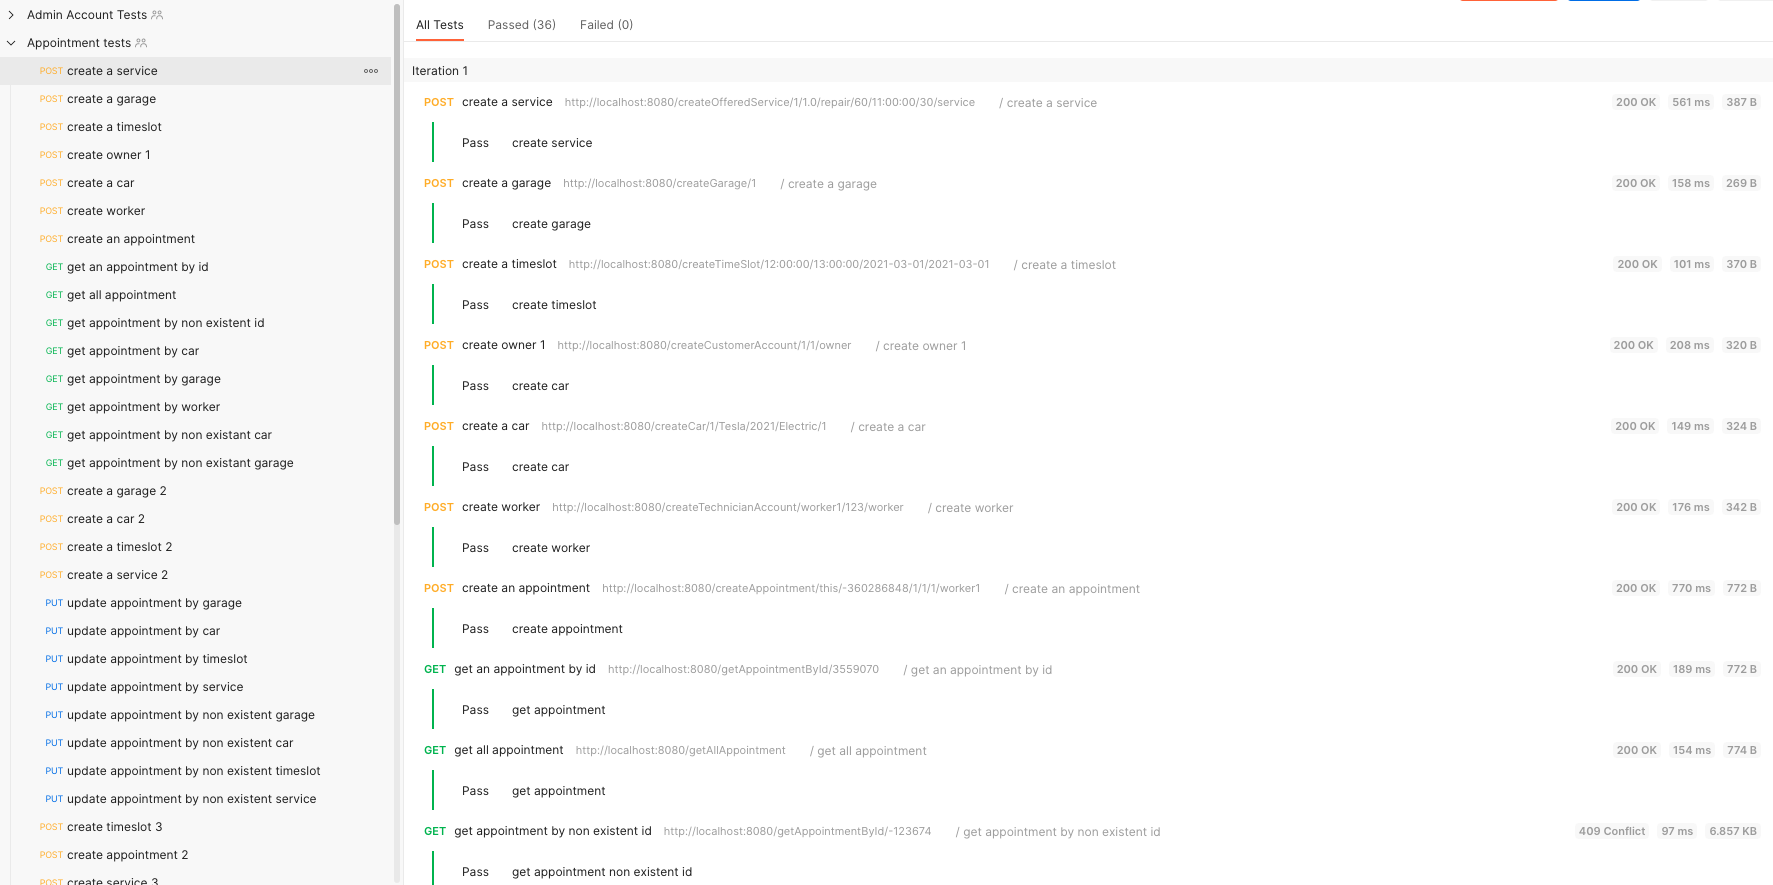 Admin Account Tests
Appointment tests
POST create a service
POST create a garage
POST create a timeslot
POST create owner 1
POST create a car
POST create worker
POST create an appointment
GET get an appointment by id
GET get all appointment
GET get appointment by non existent id
GET get appointment by car
GET get appointment by garage
GET get appointment by worker
GET get appointment by non existant car
GET get appointment by non existant garage
POST create a garage 2
POST create a car 2
POST create a timeslot 2
POST create a service 2
PUT update appointment by garage
PUT update appointment by car
PUT update appointment by timeslot
PUT update appointment by service
PUT update appointment by non existent garage
PUT update appointment by non existent car
PUT update appointment by non existent timeslot
PUT update appointment by non existent service
POST create timeslot 3
POST create appointment 2
POST create service 3
All Tests Passed (36) Failed (0)
Iteration 1
POST create a service http://localhost:8080/createOfferedService/1/1.0/repair/60/11:00:00/30/service / create a service 200 OK 561 ms 387 B
Pass create service
POST create a garage http://localhost:8080/createGarage/1 / create a garage 200 OK 158 ms 269 B
Pass create garage
POST create a timeslot http://localhost:8080/createTimeSlot/12:00:00/13:00:00/2021-03-01/2021-03-01 / create a timeslot 200 OK 101 ms 370 B
Pass create timeslot
POST create owner 1 http://localhost:8080/createCustomerAccount/1/1/owner / create owner 1 200 OK 208 ms 320 B
Pass create car
POST create a car http://localhost:8080/createCar/1/Tesla/2021/Electric/1 / create a car 200 OK 149 ms 324 B
Pass create car
POST create worker http://localhost:8080/createTechnicianAccount/worker1/123/worker / create worker 200 OK 176 ms 342 B
Pass create worker
POST create an appointment http://localhost:8080/createAppointment/this/-360286848/1/1/1/worker1 / create an appointment 200 OK 770 ms 772 B
Pass create appointment
GET get an appointment by id http://localhost:8080/getAppointmentById/3559070 / get an appointment by id 200 OK 189 ms 772 B
Pass get appointment
GET get all appointment http://localhost:8080/getAllAppointment / get all appointment 200 OK 154 ms 774 B
Pass get appointment
GET get appointment by non existent id http://localhost:8080/getAppointmentById/-123674 / get appointment by non existent id 409 Conflict 97 ms 6.857 KB
Pass get appointment non existent id